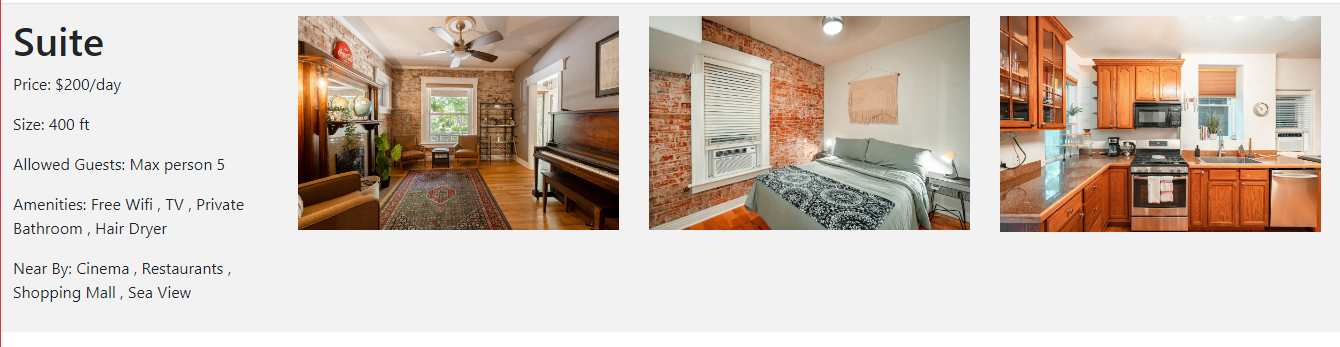 Suite
Price: $200/day
Size: 400 ft
Allowed Guests: Max person 5
Amenities: Free Wifi , TV , Private
Bathroom , Hair Dryer
Near By: Cinema , Restaurants ,
Shopping Mall , Sea View